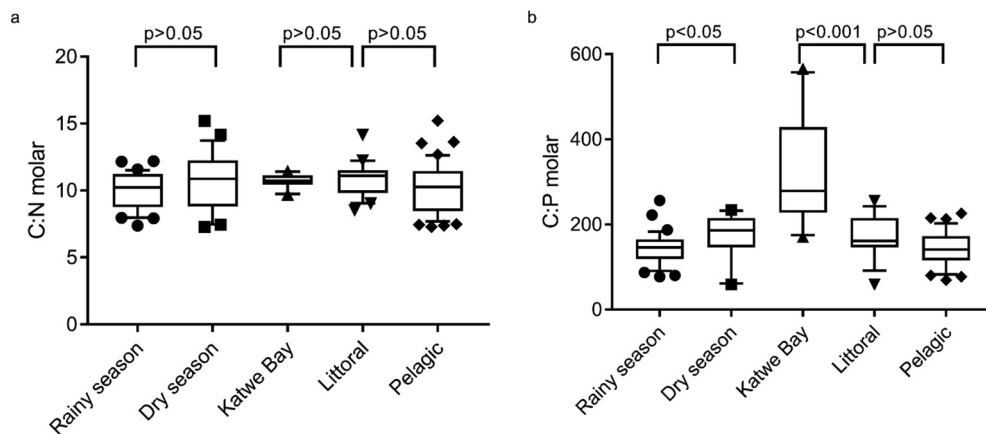 a
p>0.05
p>0.05
p>0.05
C:N molar
20
15
10
5
0
Rainy season
Dry season
Katwe Bay
Littoral
Pelagic
b
p<0.05
p<0.001
p>0.05
C:P molar
600
400
200
0
Rainy season
Dry season
Katwe Bay
Littoral
Pelagic